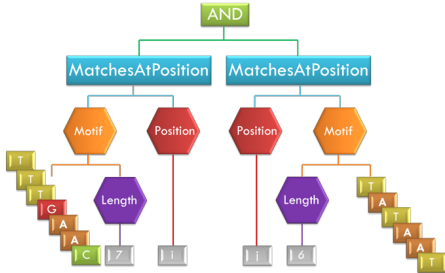 AND
MatchesAtPosition MatchesAtPosition
Motif Position Position Motif
T
T
G
A
A
C
Length
7
i
j
Length
6
T
A
T
A
A
T